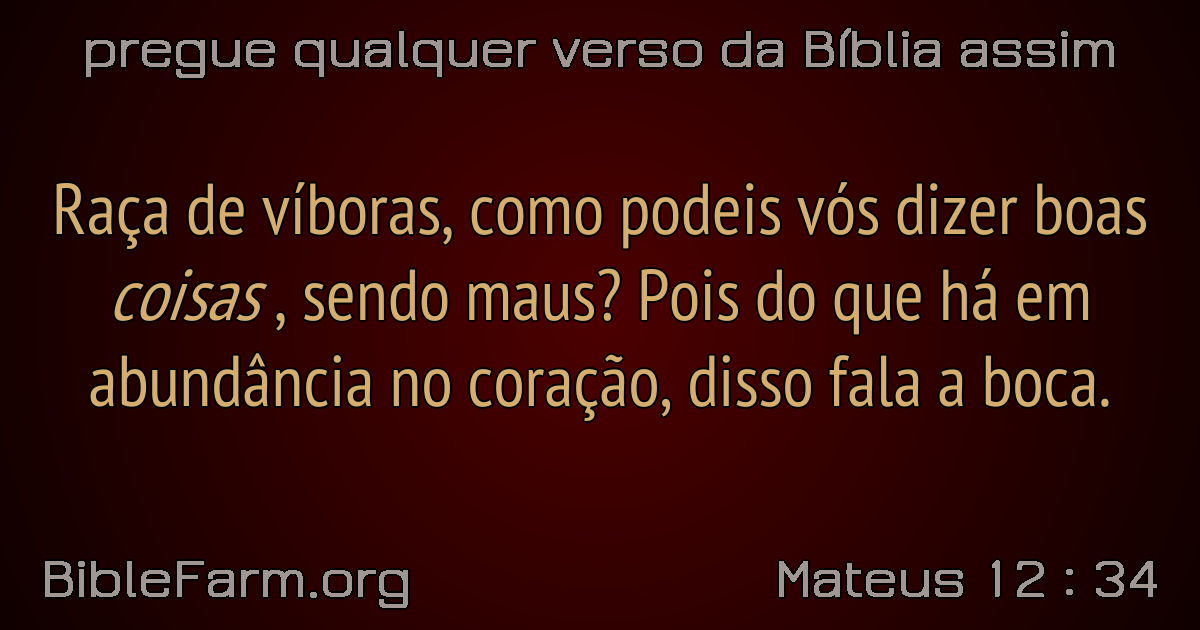 pregue qualquer verso da Bíblia assim
Raça de víboras, como podeis vós dizer boas
coisas , sendo maus? Pois do que há em
abundância no coração, disso fala a boca.
BibleFarm.org
Mateus 12 : 34